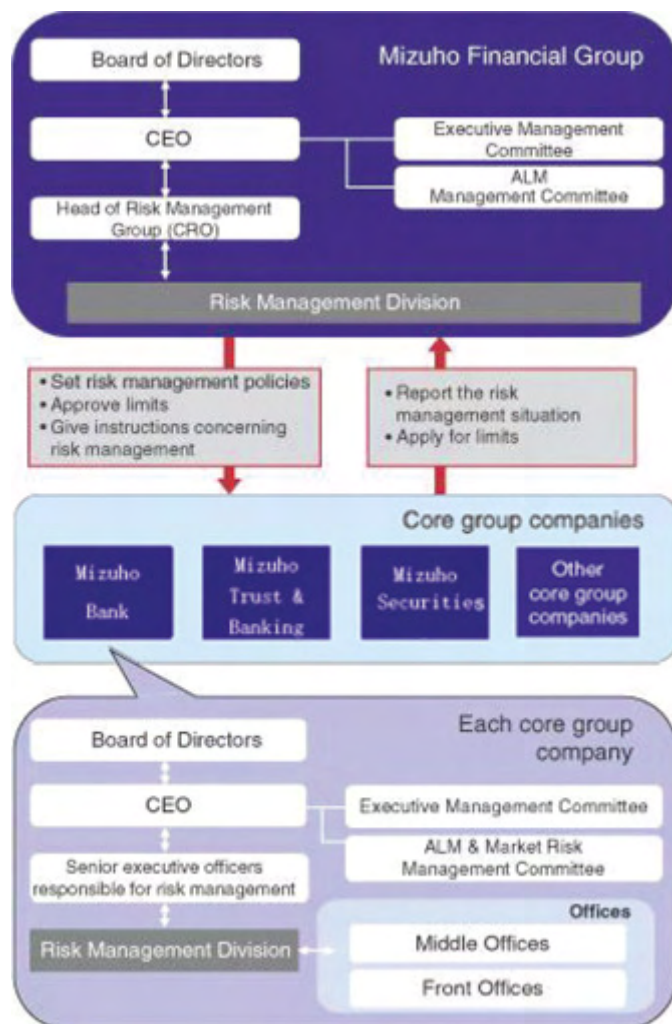 Board of Directors
Mizuho Financial Group
CEO
Executive Management
Committee
ALM
Management Committee
Head of Risk Management
Group (CRO)
Risk Management Division
• Set risk management policies
• Approve limits
• Give instructions concerning
risk management
• Report the risk
management situation
• Apply for limits
Core group companies
Mizuho
Bank
Mizuho
Trust &
Banking
Mizuho
Securities
Other
core group
companies
Each core group
company
Board of Directors
CEO
Executive Management Committee
ALM & Market Risk
Management Committee
Senior executive officers
responsible for risk management
Risk Management Division
Offices
Middle Offices
Front Offices